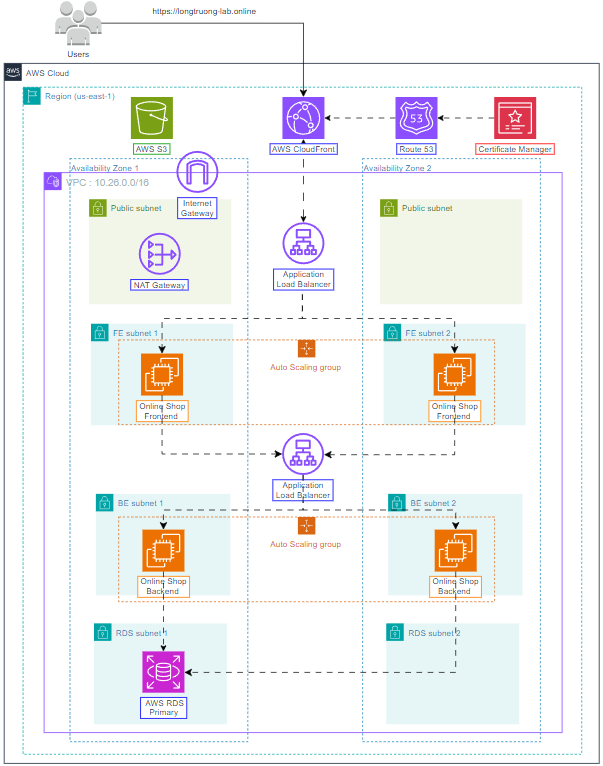 https://longtruong-lab.online
Users
aws
AWS Cloud
Region (us-east-1)
53
AWS S3
AWS CloudFront
Route 53
Certificate Manager
Availability Zone 1
Availability Zone 2
VPC : 10.26.0.0/16
Internet
Gateway
Public subnet
Public subnet
NAT Gateway
Application
Load Balancer
FE subnet 1
FE subnet 2
Auto Scaling group
Online Shop
Frontend
Online Shop
Frontend
Application
Load Balancer
BE subnet 1
BE subnet 2
Auto Scaling group
Online Shop
Backend
Online Shop
Backend
RDS subnet 1
RDS subnet 2
AWS RDS
Primary